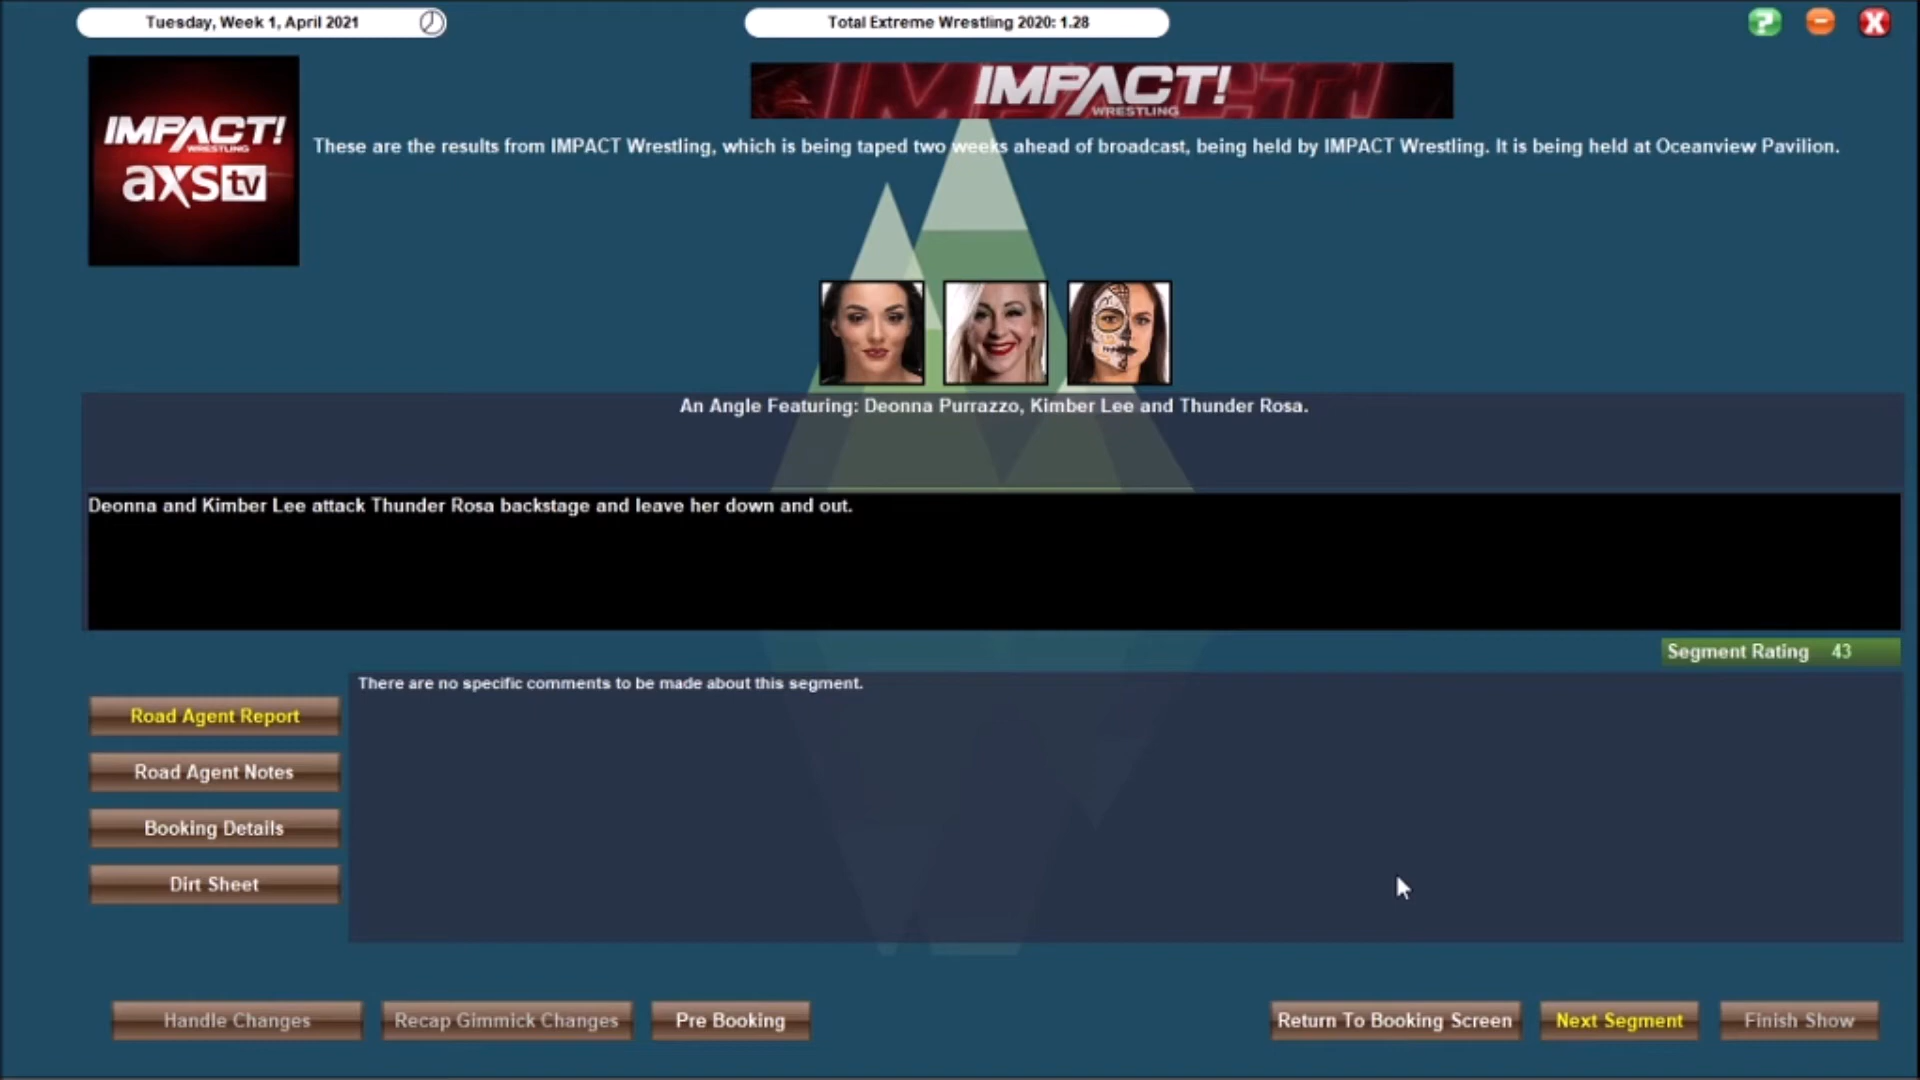 Tuesday, Week 1, April 2021
Total Extreme Wrestling 2020: 1.28
?
X
IMPACT!
WRESTLING
axs tv
IMPACT!
WRESTLING
These are the results from IMPACT Wrestling, which is being taped two weeks ahead of broadcast, being held by IMPACT Wrestling. It is being held at Oceanview Pavilion.
An Angle Featuring: Deonna Purrazzo, Kimber Lee and Thunder Rosa.
Deonna and Kimber Lee attack Thunder Rosa backstage and leave her down and out.
Segment Rating 43
There are no specific comments to be made about this segment.
Road Agent Report
Road Agent Notes
Booking Details
Dirt Sheet
Handle Changes
Recap Gimmick Changes
Pre Booking
Return To Booking Screen
Next Segment
Finish Show